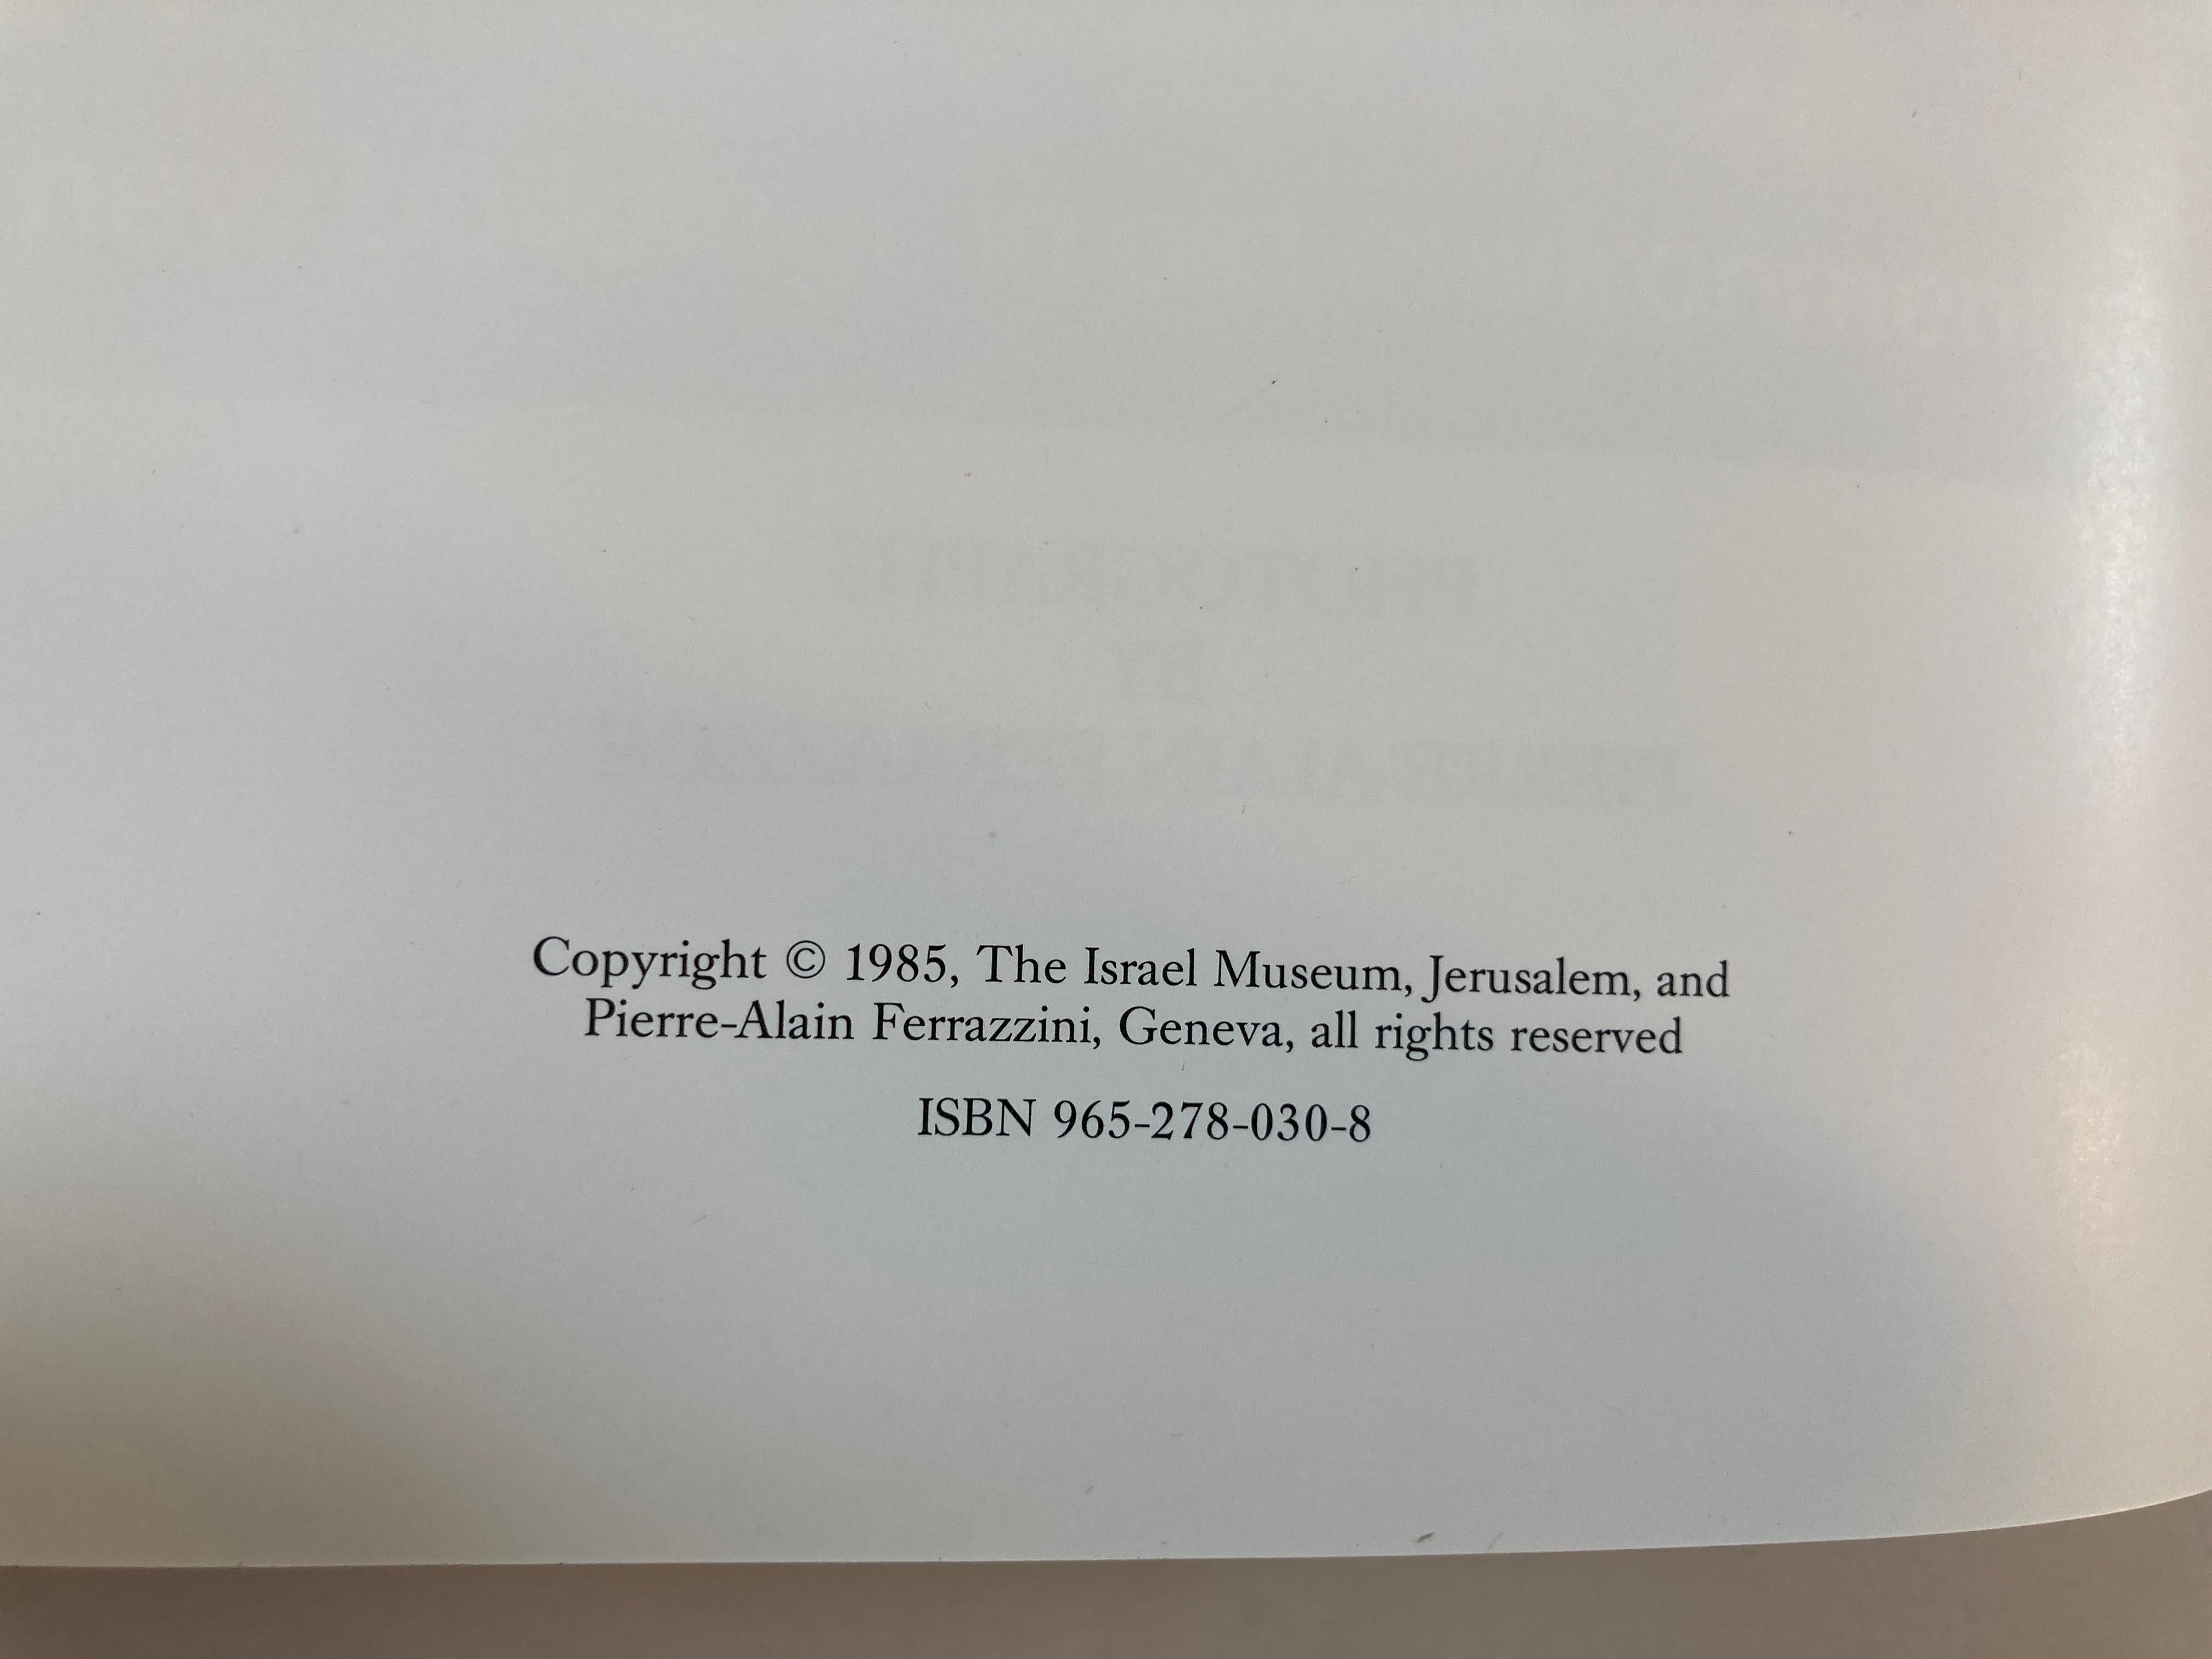 Copyright © 1985, The Israel Museum, Jerusalem, and
Pierre-Alain Ferrazzini, Geneva, all rights reserved
ISBN 965-278-030-8